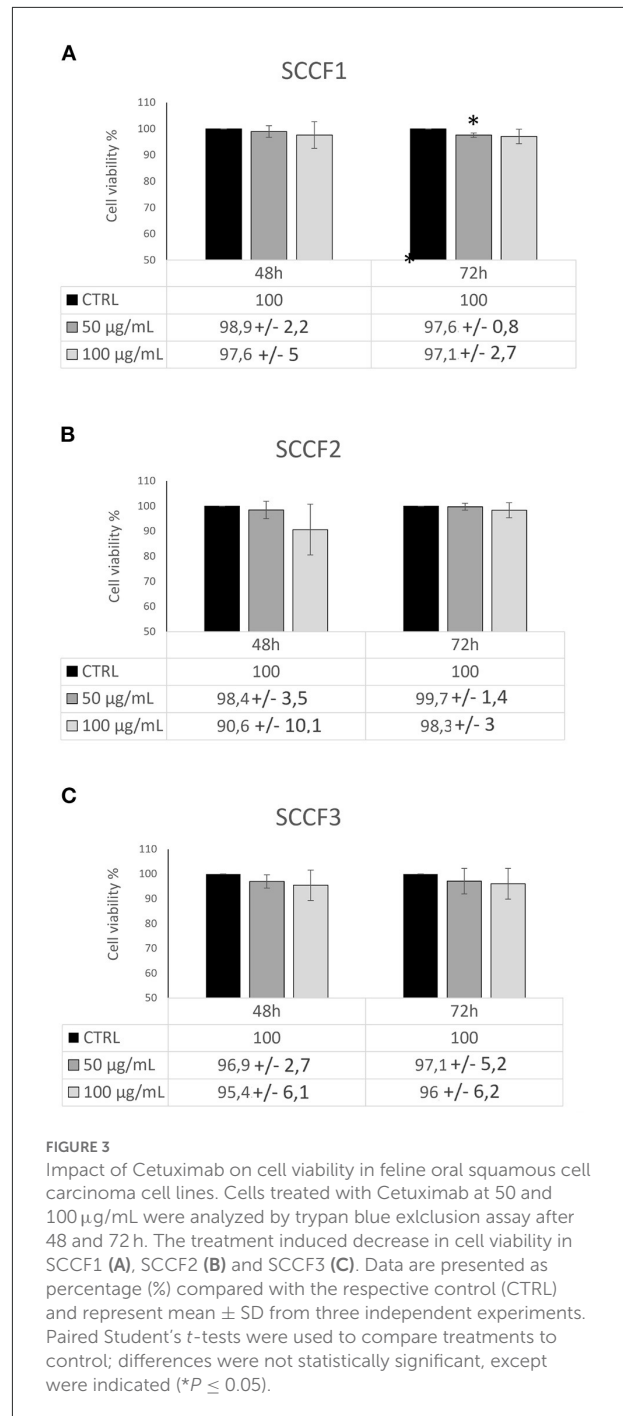 A
SCCF1
110
100
90
80
70
60
50
Cell viability %
*
*
48h 72h
CTRL 100 100
50 µg/mL 98,9 +/- 2,2 97,6 +/- 0,8
100 µg/mL 97,6 +/- 5 97,1 +/- 2,7
B
SCCF2
110
100
90
80
70
60
50
Cell viability %
48h 72h
CTRL 100 100
50 µg/mL 98,4 +/- 3,5 99,7 +/- 1,4
100 µg/mL 90,6 +/- 10,1 98,3 +/- 3
C
SCCF3
110
100
90
80
70
60
50
Cell viability %
48h 72h
CTRL 100 100
50 µg/mL 96,9 +/- 2,7 97,1 +/- 5,2
100 µg/mL 95,4 +/- 6,1 96 +/- 6,2
FIGURE 3
Impact of Cetuximab on cell viability in feline oral squamous cell
carcinoma cell lines. Cells treated with Cetuximab at 50 and
100 µg/mL were analyzed by trypan blue exlclusion assay after
48 and 72 h. The treatment induced decrease in cell viability in
SCCF1 (A), SCCF2 (B) and SCCF3 (C). Data are presented as
percentage (%) compared with the respective control (CTRL)
and represent mean ± SD from three independent experiments.
Paired Student's t-tests were used to compare treatments to
control; differences were not statistically significant, except
were indicated (*P ≤ 0.05).